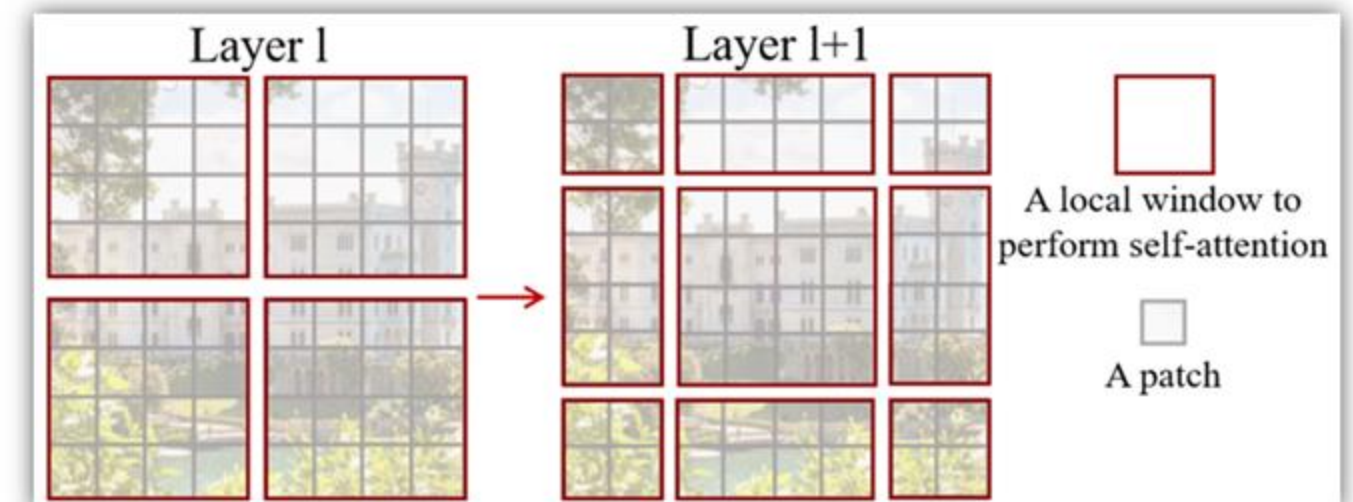 Layer l
Layer l+1
A local window to
perform self-attention
A patch